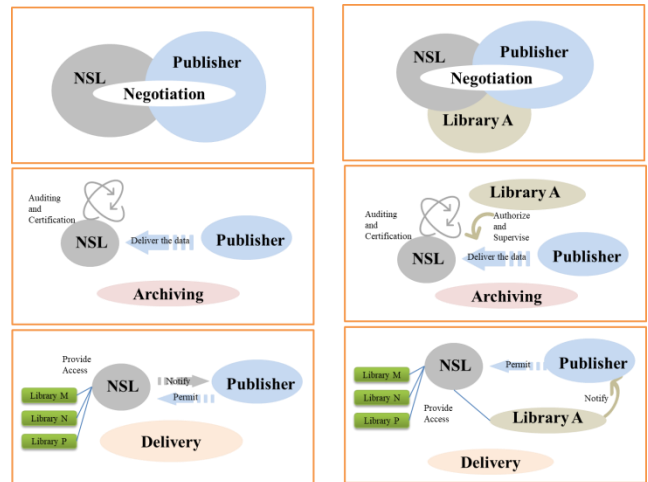 NSL
Publisher
Negotiation
NSL
Publisher
Negotiation
Library A
Auditing
and
Certification
NSL
Deliver the data
Publisher
Archiving
Library A
Auditing
and
Certification
Authorize
and
Supervise
NSL
Deliver the data
Publisher
Archiving
Provide
Access
NSL
Notify
Permit
Publisher
Library M
Library N
Library P
Delivery
NSL
Permit
Publisher
Library M
Library N
Library P
Provide
Access
Notify
Library A
Delivery